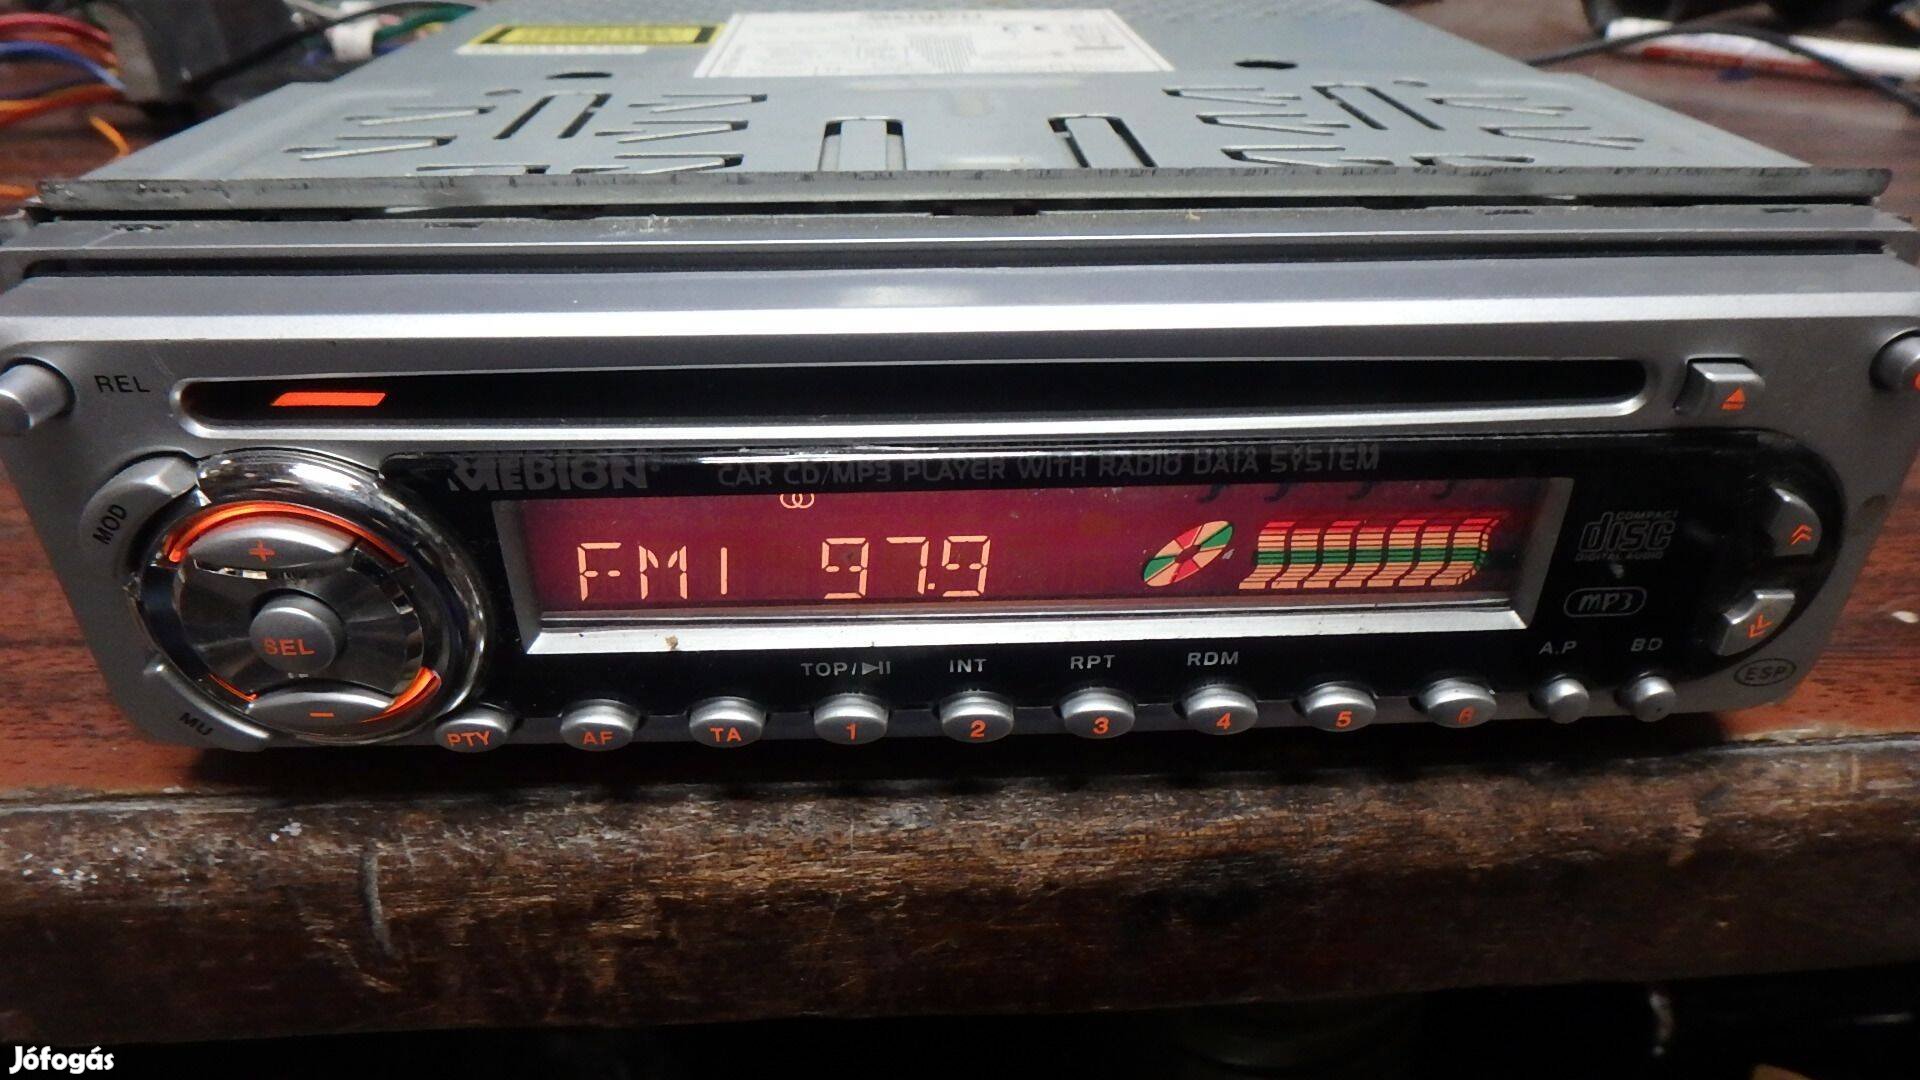 REL
MEDION
CAR CD/MP3 PLAYER WITH RADIO DATA SYSTEM
MOD
FM1 97.9
4
COMPACT
disc
DIGITAL AUDIO
MP3
+
SEL
-
MU
TOP/
INT
RPT
RDM
A.P
BD
ESP
PTY
AF
TA
1
2
3
4
5
6
Jófogás